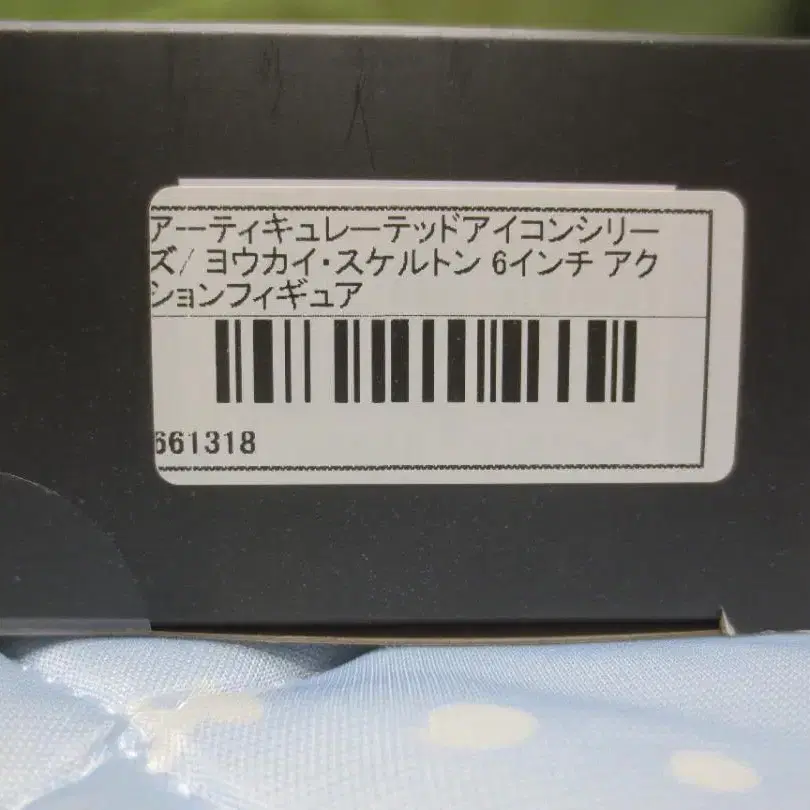 アーティキュレーテッドアイコンシリー
ズ/ ヨウカイ・スケルトン 6インチ アク
ションフィギュア
661318